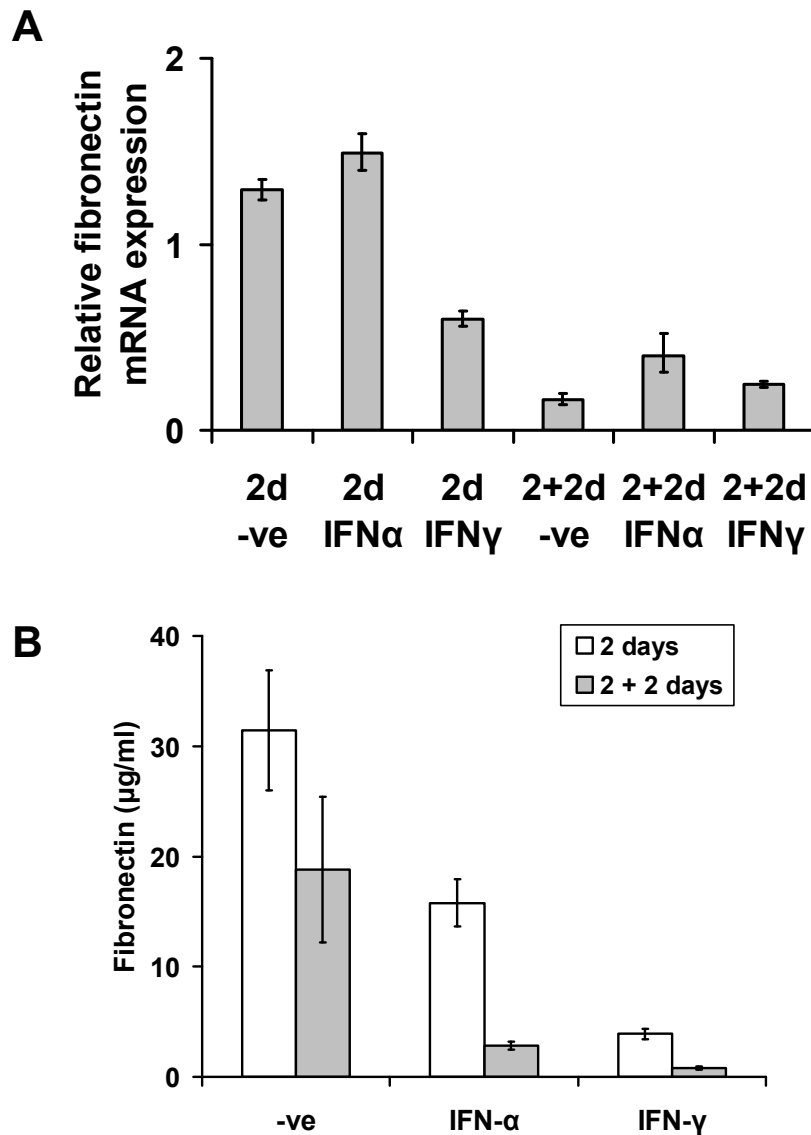 A
Relative fibronectin
mRNA expression
2
1
0
2d 2d 2d 2+2d 2+2d 2+2d
-ve IFNα IFNγ -ve IFNα IFNγ
B
Fibronectin (µg/ml)
40
30
20
10
0
2 days
2 + 2 days
-ve IFN-α IFN-γ